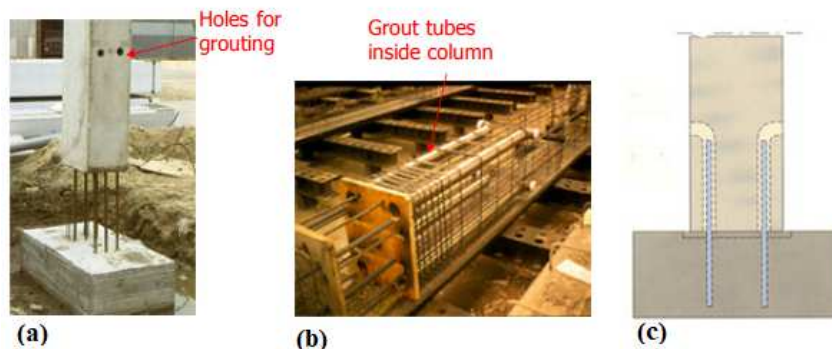 Holes for
grouting
Grout tubes
inside column
(a)
(b)
(c)